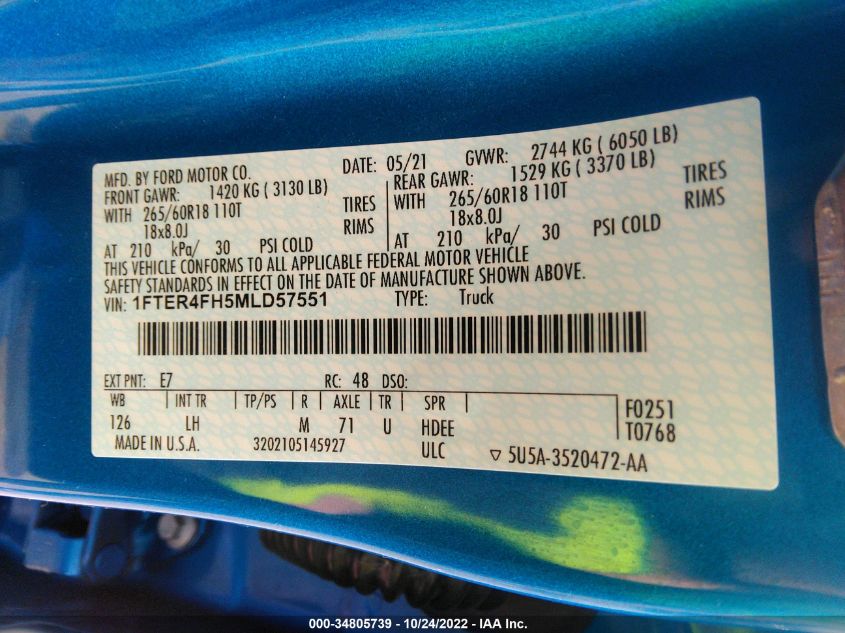 MFD. BY FORD MOTOR CO.
DATE: 05/21 GVWR: 2744 KG ( 6050 LB)
FRONT GAWR: 1420 KG ( 3130 LB)
WITH 265/60R18 110T TIRES
18x8.0J RIMS
AT 210 kPa/ 30 PSI COLD
REAR GAWR: 1529 KG ( 3370 LB)
WITH 265/60R18 110T TIRES
18x8.0J RIMS
AT 210 kPa/ 30 PSI COLD
THIS VEHICLE CONFORMS TO ALL APPLICABLE FEDERAL MOTOR VEHICLE
SAFETY STANDARDS IN EFFECT ON THE DATE OF MANUFACTURE SHOWN ABOVE.
VIN: 1FTER4FH5MLD57551 TYPE: Truck
EXT PNT: E7 RC: 48 DSO:
WB INT TR TP/PS R AXLE TR SPR
126 LH M 71 U HDEE
F0251
T0768
MADE IN U.S.A. 3202105145927 ULC ▽ 5U5A-3520472-AA
000-34805739 - 10/24/2022 - IAA Inc.